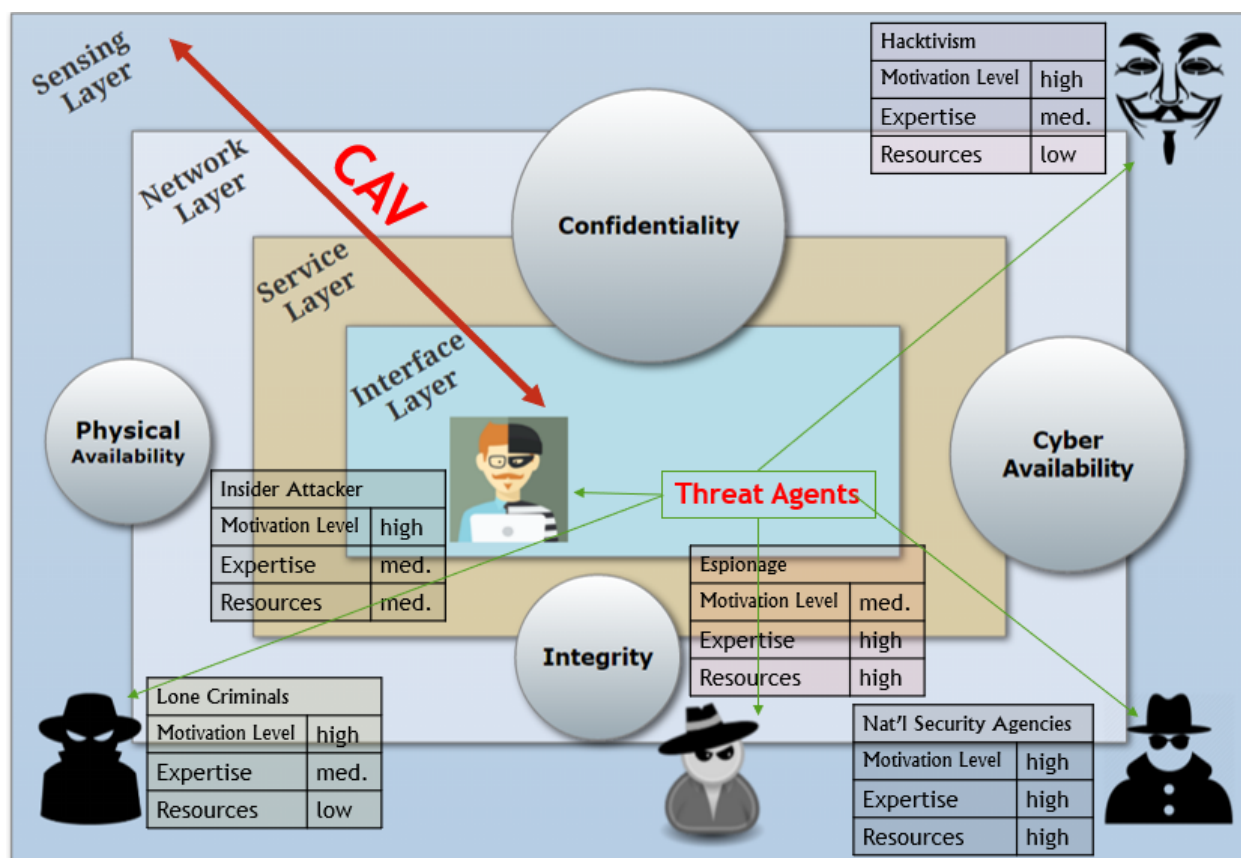 Sensing
Layer
Network
Layer
Service
Layer
Interface
Layer
CAV
Hacktivism
Motivation Level high
Expertise med.
Resources low
Confidentiality
Physical
Availability
Cyber
Availability
Integrity
Threat Agents
Insider Attacker
Motivation Level high
Expertise med.
Resources med.
Espionage
Motivation Level med.
Expertise high
Resources high
Lone Criminals
Motivation Level high
Expertise med.
Resources low
Nat'l Security Agencies
Motivation Level high
Expertise high
Resources high